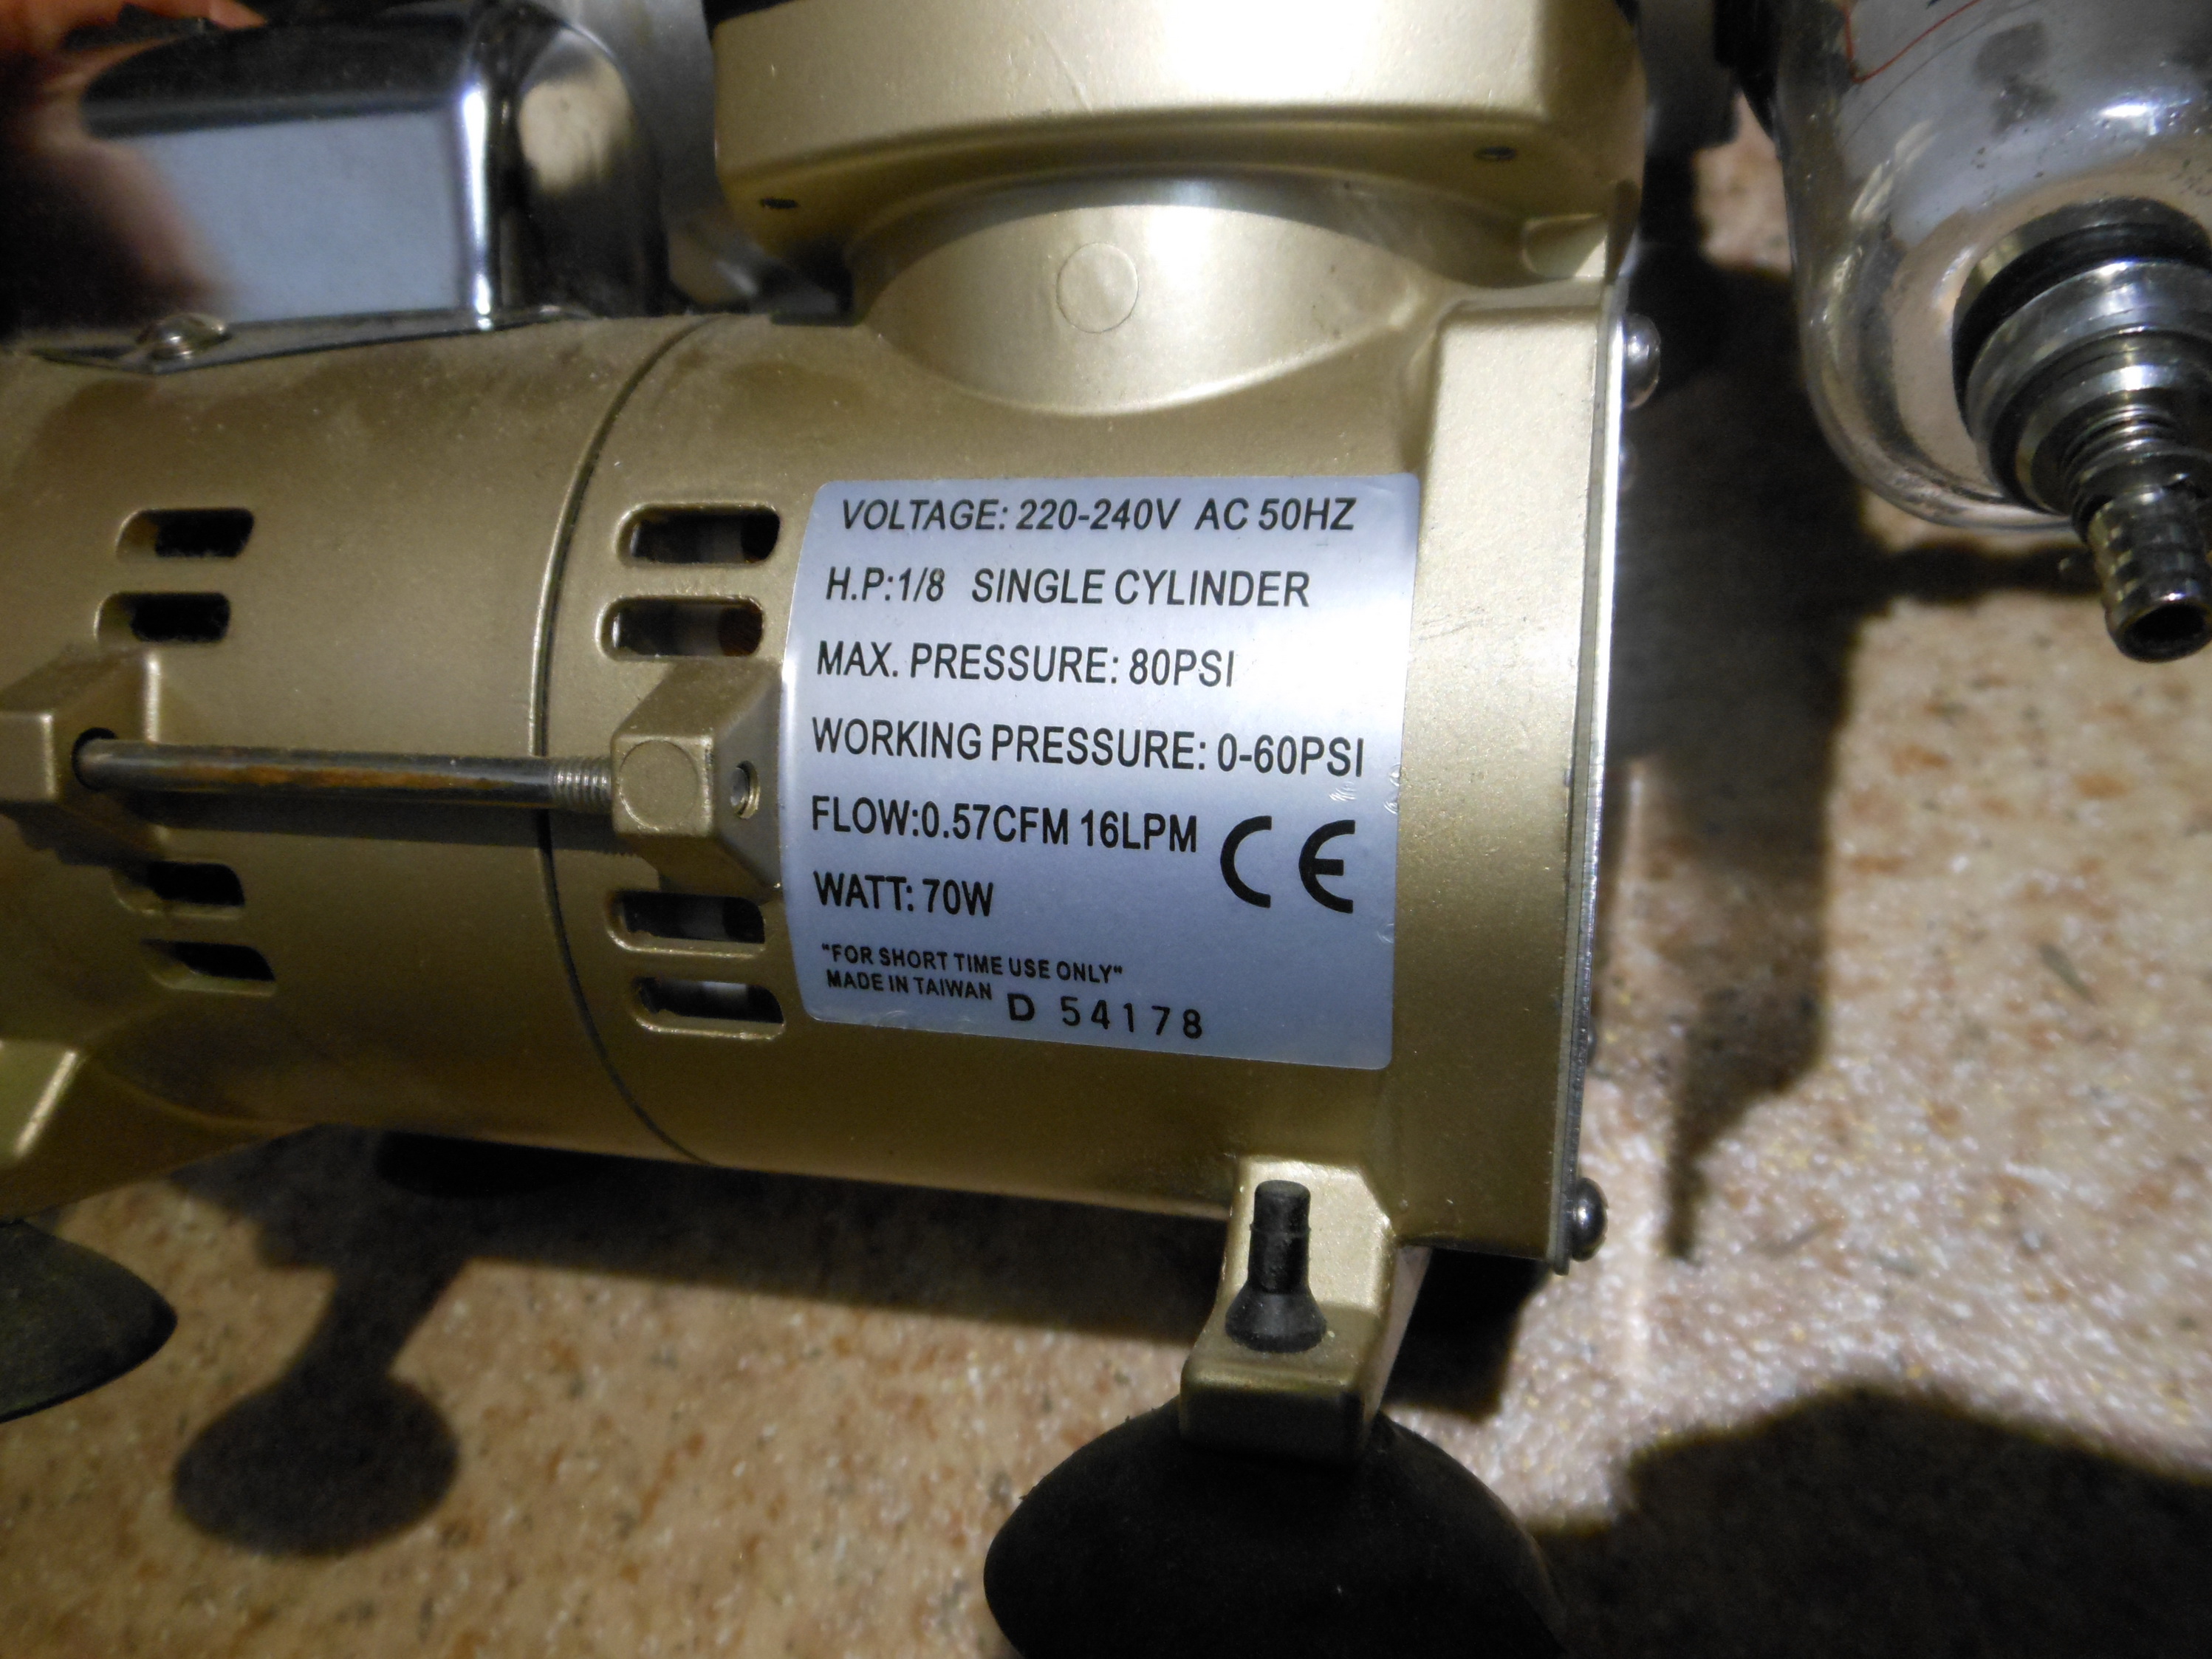 VOLTAGE: 220-240V AC 50HZ
H.P:1/8 SINGLE CYLINDER
MAX. PRESSURE: 80PSI
WORKING PRESSURE: 0-60PSI
FLOW:0.57CFM 16LPM
CE
WATT: 70W
"FOR SHORT TIME USE ONLY"
MADE IN TAIWAN
D 54178